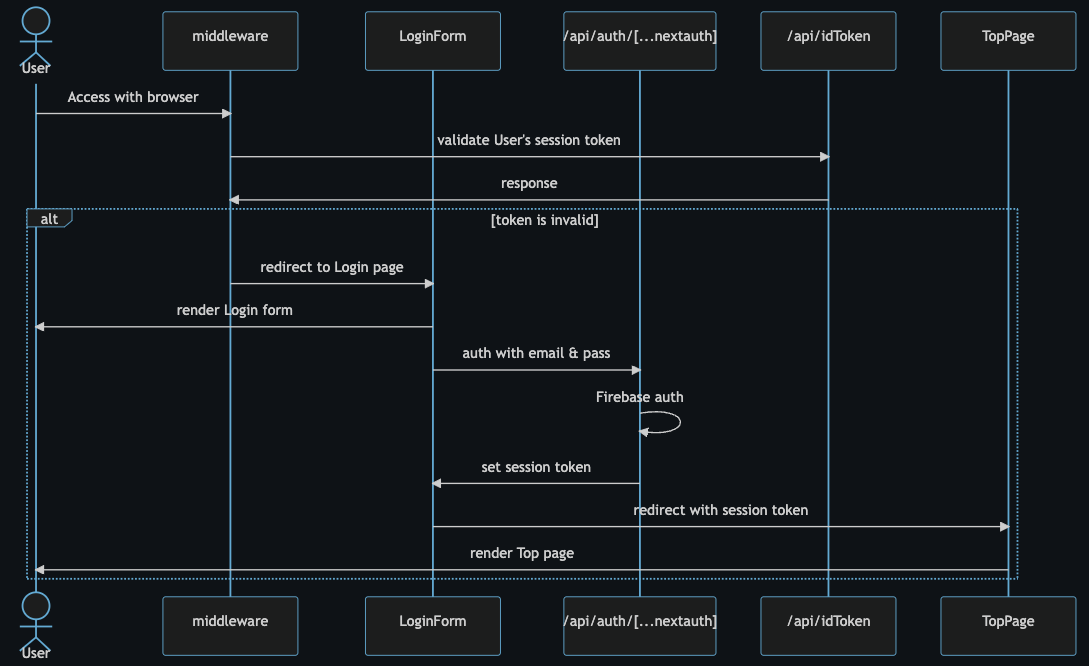 User
middleware
LoginForm
/api/auth/[...nextauth]
/api/idToken
TopPage
Access with browser
validate User's session token
response
alt
[token is invalid]
redirect to Login page
render Login form
auth with email & pass
Firebase auth
set session token
redirect with session token
render Top page
User
middleware
LoginForm
/api/auth/[...nextauth]
/api/idToken
TopPage